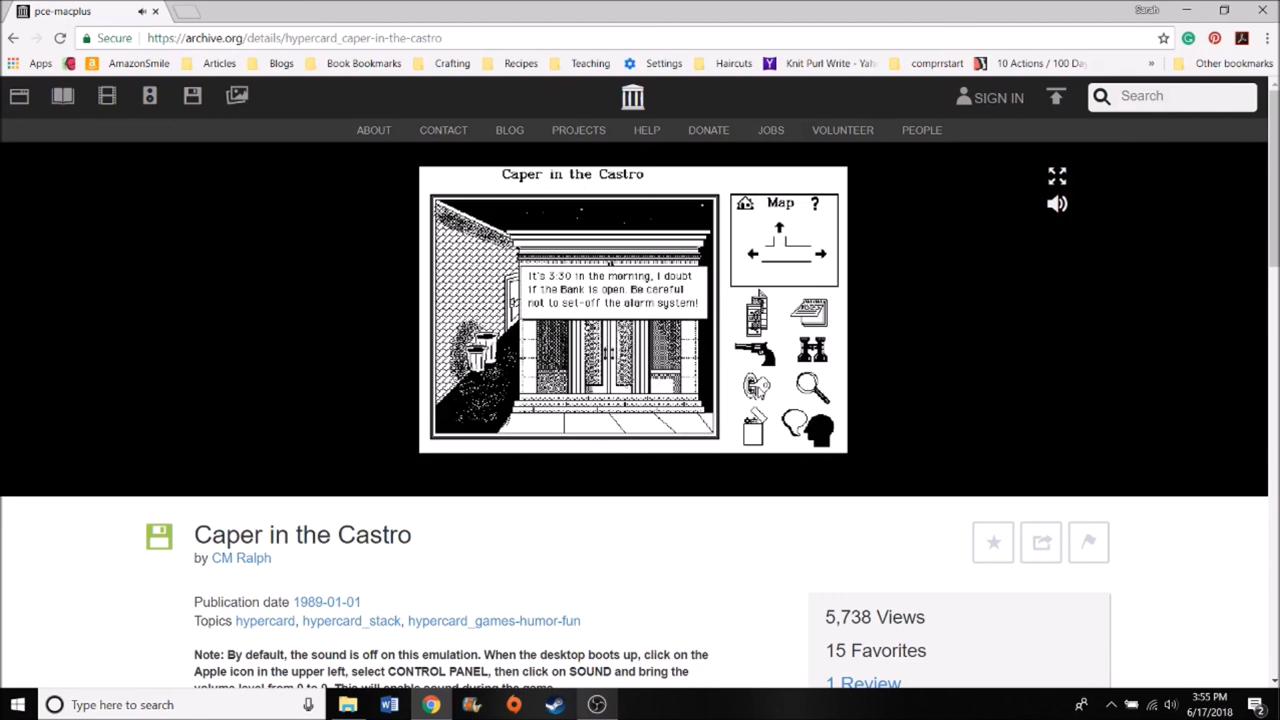 pce-macplus
Sarah
Secure
https://archive.org/details/hypercard_caper-in-the-castro
Apps
AmazonSmile
Articles
Blogs
Book Bookmarks
Crafting
Recipes
Teaching
Settings
Haircuts
Knit Purl Write - Yah
comprrstart
10 Actions / 100 Day
»
Other bookmarks
SIGN IN
Search
ABOUT
CONTACT
BLOG
PROJECTS
HELP
DONATE
JOBS
VOLUNTEER
PEOPLE
Caper in the Castro
Map ?
It's 3:30 in the morning, I doubt
if the Bank is open. Be careful
not to set-off the alarm system!
Caper in the Castro
by CM Ralph
Publication date 1989-01-01
Topics hypercard, hypercard_stack, hypercard_games-humor-fun
Note: By default, the sound is off on this emulation. When the desktop boots up, click on the
Apple icon in the upper left, select CONTROL PANEL, then click on SOUND and bring the
5,738 Views
15 Favorites
1 Review
Type here to search
3:55 PM
6/17/2018
2